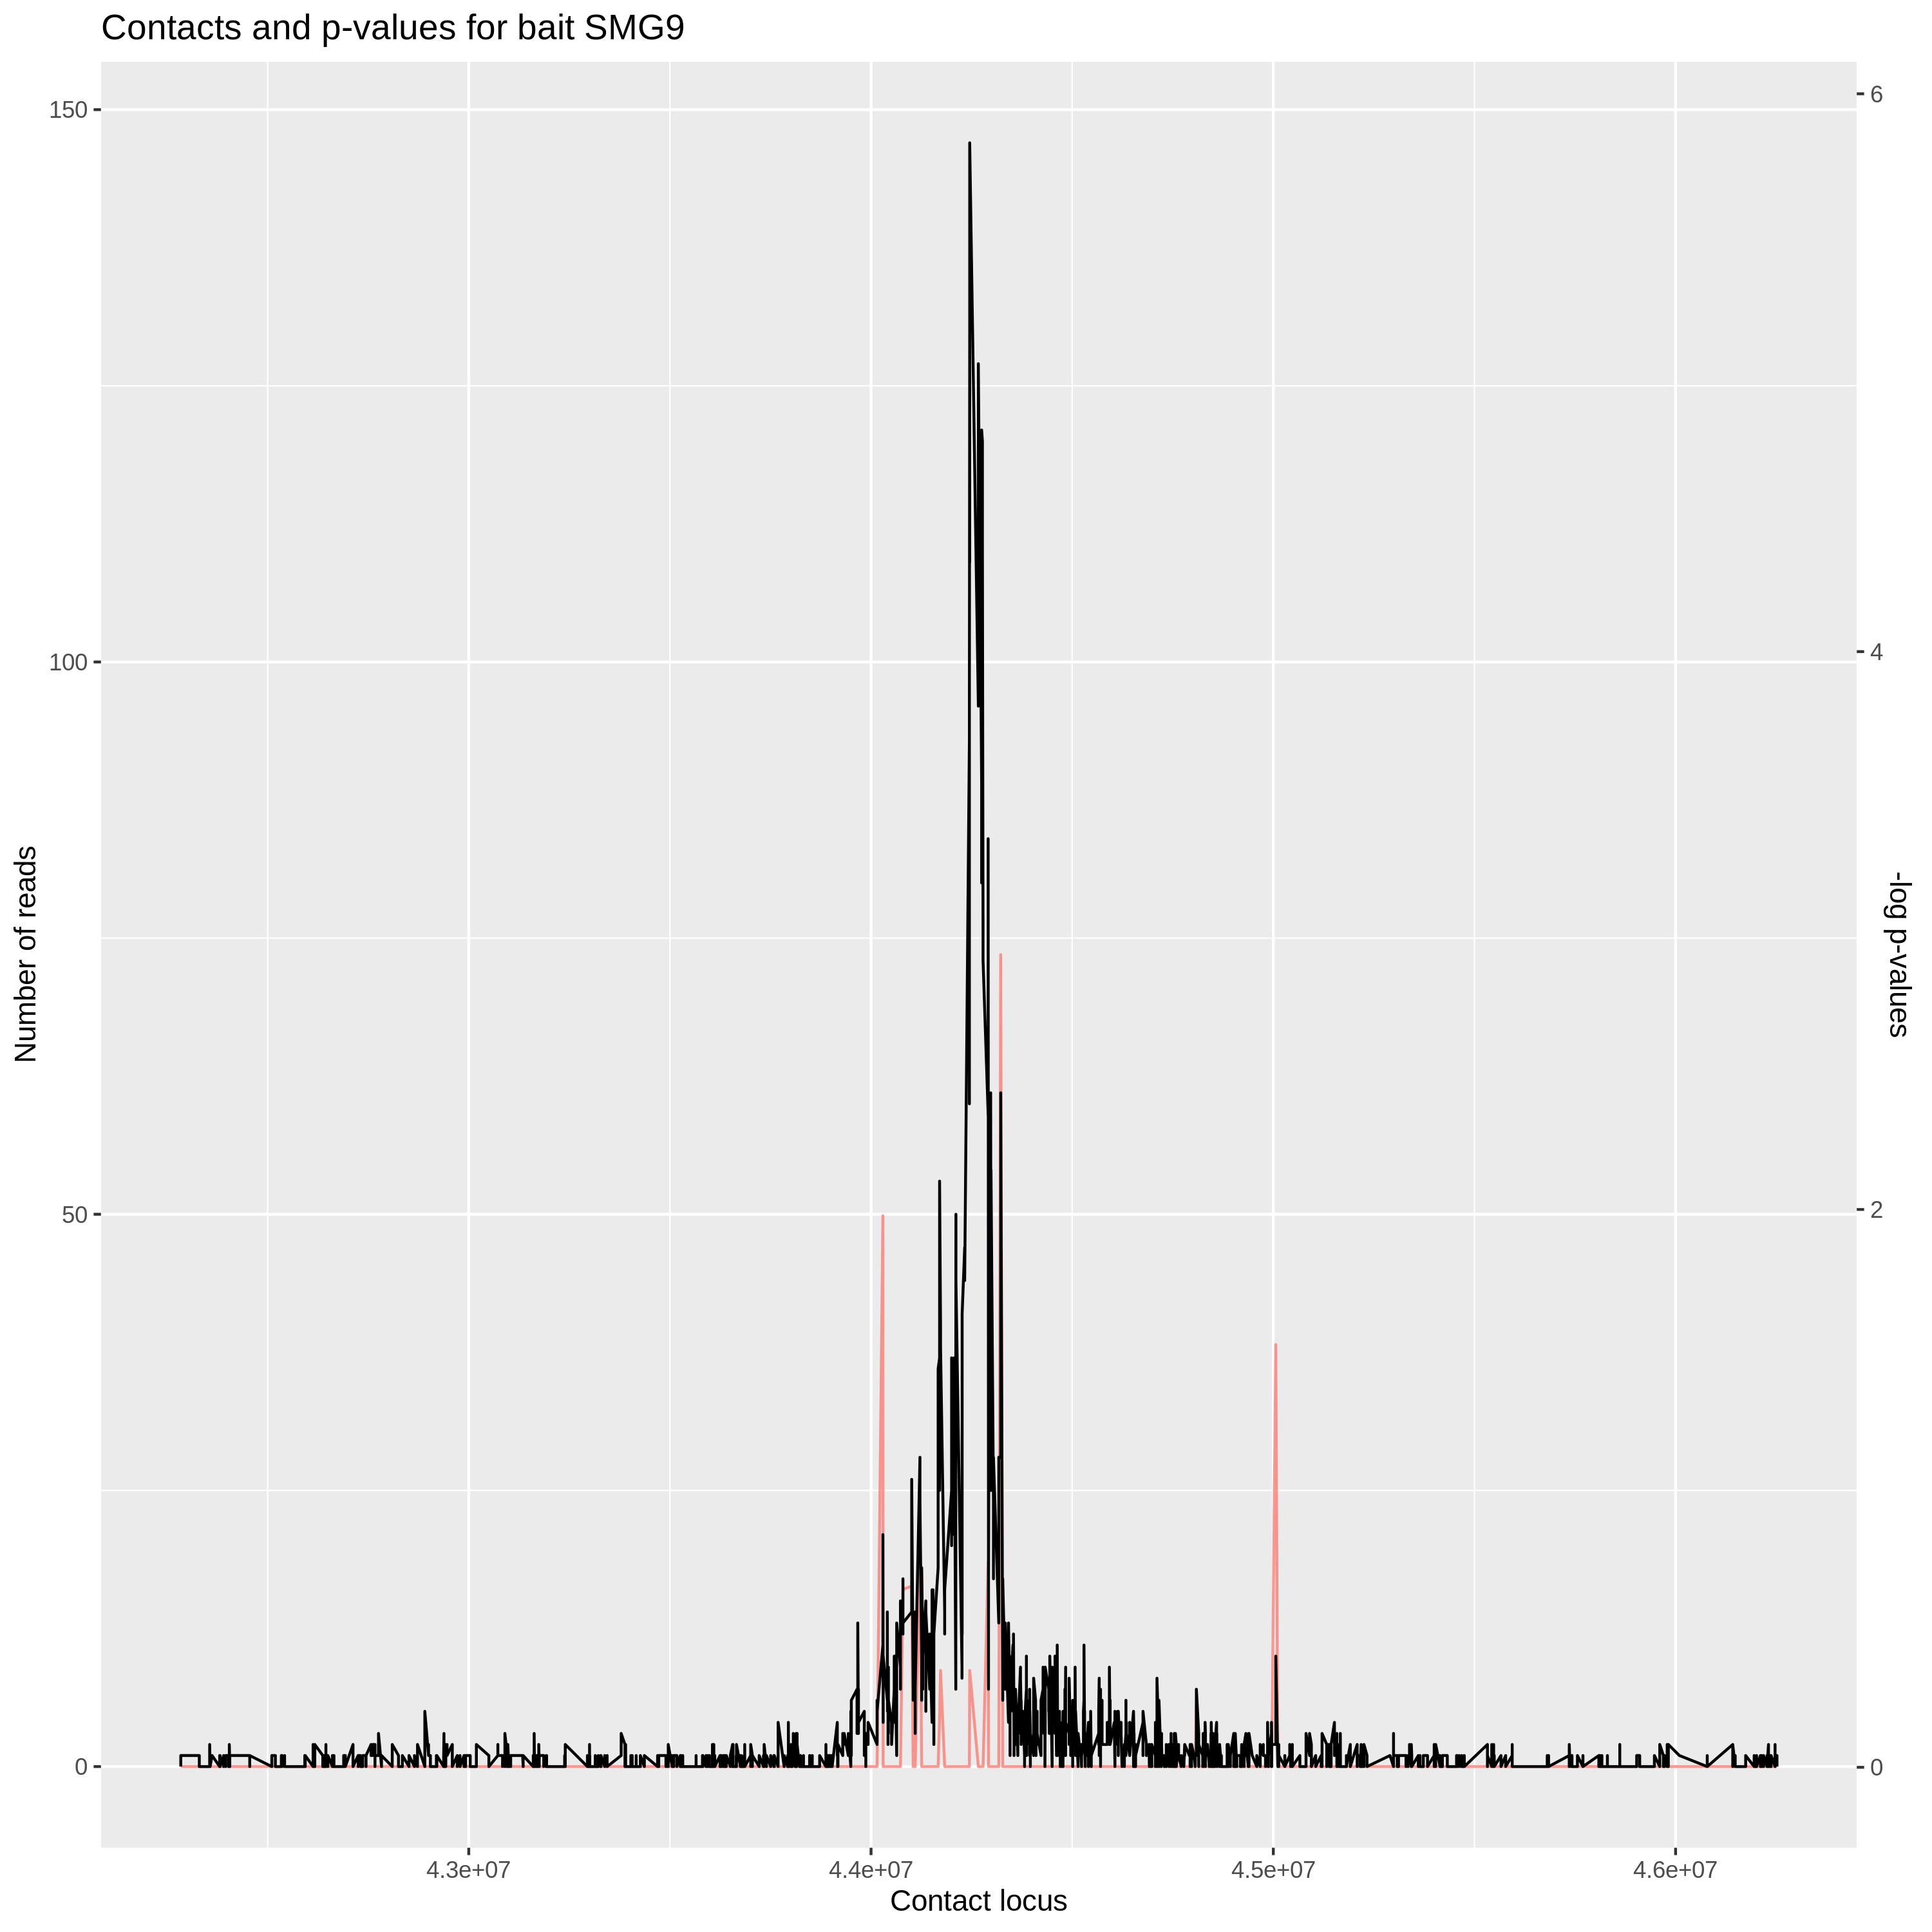 Contacts and p-values for bait SMG9
150
100
50
0
Number of reads
6
4
2
0
-log p-values
4.3e+07
4.4e+07
4.5e+07
4.6e+07
Contact locus